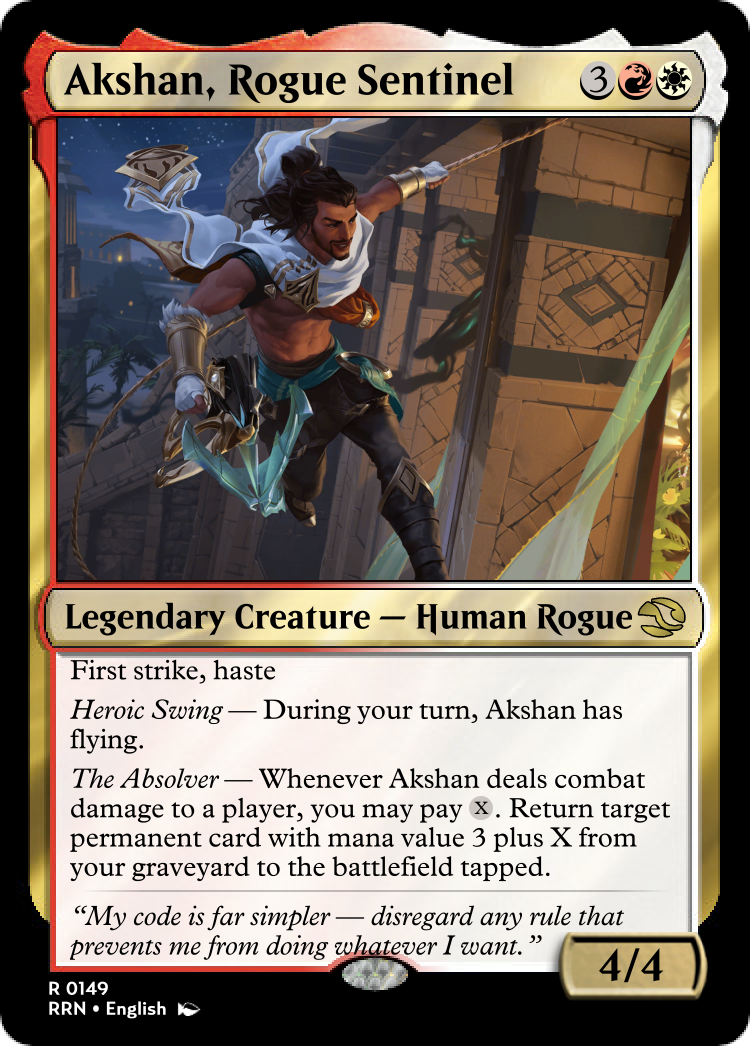 Akshan, Rogue Sentinel 3
Legendary Creature — Human Rogue
First strike, haste
Heroic Swing — During your turn, Akshan has
flying.
The Absolver — Whenever Akshan deals combat
damage to a player, you may pay X. Return target
permanent card with mana value 3 plus X from
your graveyard to the battlefield tapped.
“My code is far simpler — disregard any rule that
prevents me from doing whatever I want.”
4/4
R 0149
RRN • English